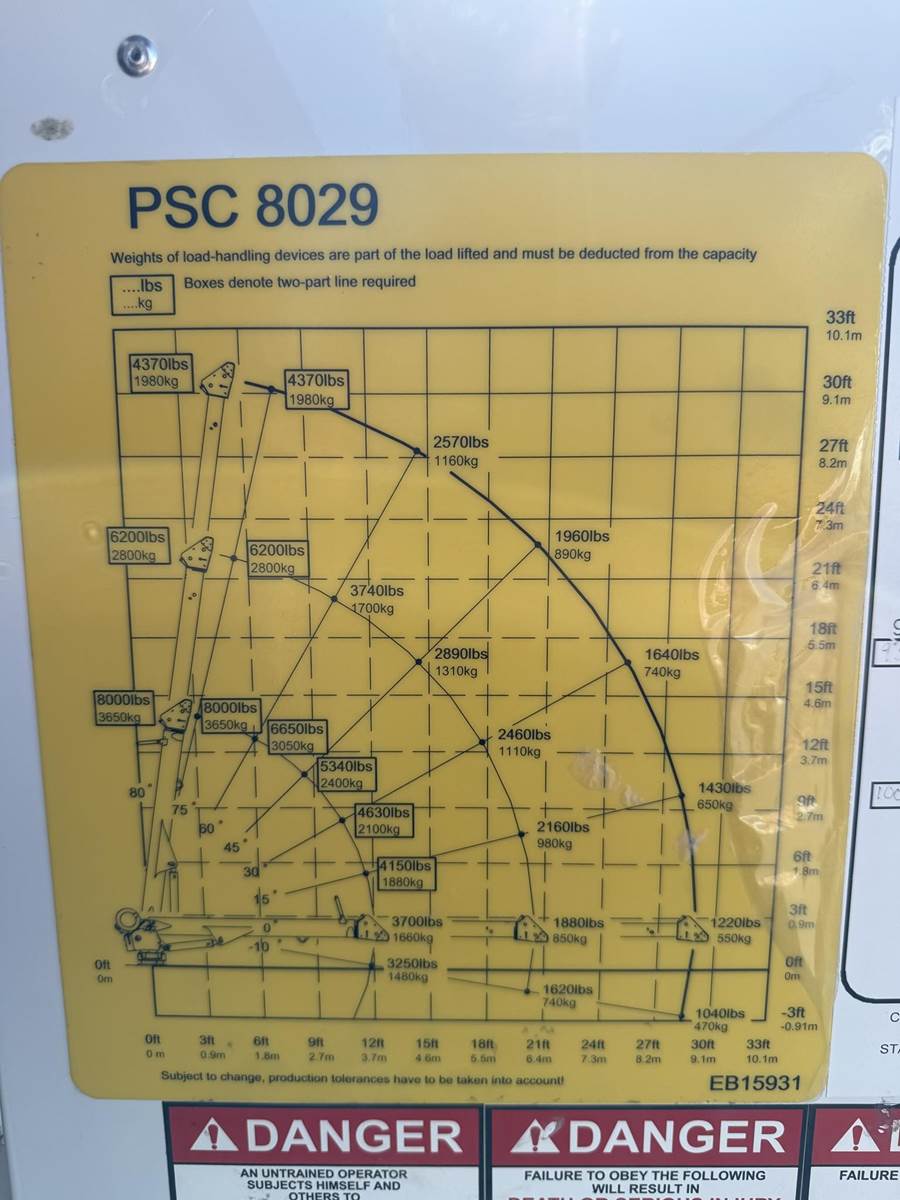 PSC 8029
Weights of load-handling devices are part of the load lifted and must be deducted from the capacity
....lbs
....kg
Boxes denote two-part line required
33ft
10.1m
4370lbs
1980kg
4370lbs
1980kg
30ft
9.1m
2570lbs
1160kg
27ft
8.2m
24ft
7.3m
6200lbs
2800kg
6200lbs
2800kg
1960lbs
890kg
21ft
6.4m
3740lbs
1700kg
18ft
5.5m
2890lbs
1310kg
1640lbs
740kg
15ft
4.6m
8000lbs
3650kg
8000lbs
3650kg
6650lbs
3050kg
2460lbs
1110kg
12ft
3.7m
5340lbs
2400kg
80°
75°
60°
45°
30°
15°
0°
-10°
1430lbs
650kg
9ft
2.7m
4630lbs
2100kg
2160lbs
980kg
6ft
1.8m
4150lbs
1880kg
3ft
0.9m
3700lbs
1660kg
1880lbs
850kg
1220lbs
550kg
0ft
0m
3250lbs
1480kg
0ft
0m
1620lbs
740kg
1040lbs
470kg
-3ft
-0.91m
0ft 3ft 6ft 9ft 12ft 15ft 18ft 21ft 24ft 27ft 30ft 33ft
0 m 0.9m 1.8m 2.7m 3.7m 4.6m 5.5m 6.4m 7.3m 8.2m 9.1m 10.1m
Subject to change, production tolerances have to be taken into account!
EB15931
DANGER
AN UNTRAINED OPERATOR
SUBJECTS HIMSELF AND
OTHERS TO
DANGER
FAILURE TO OBEY THE FOLLOWING
WILL RESULT IN
FAILURE